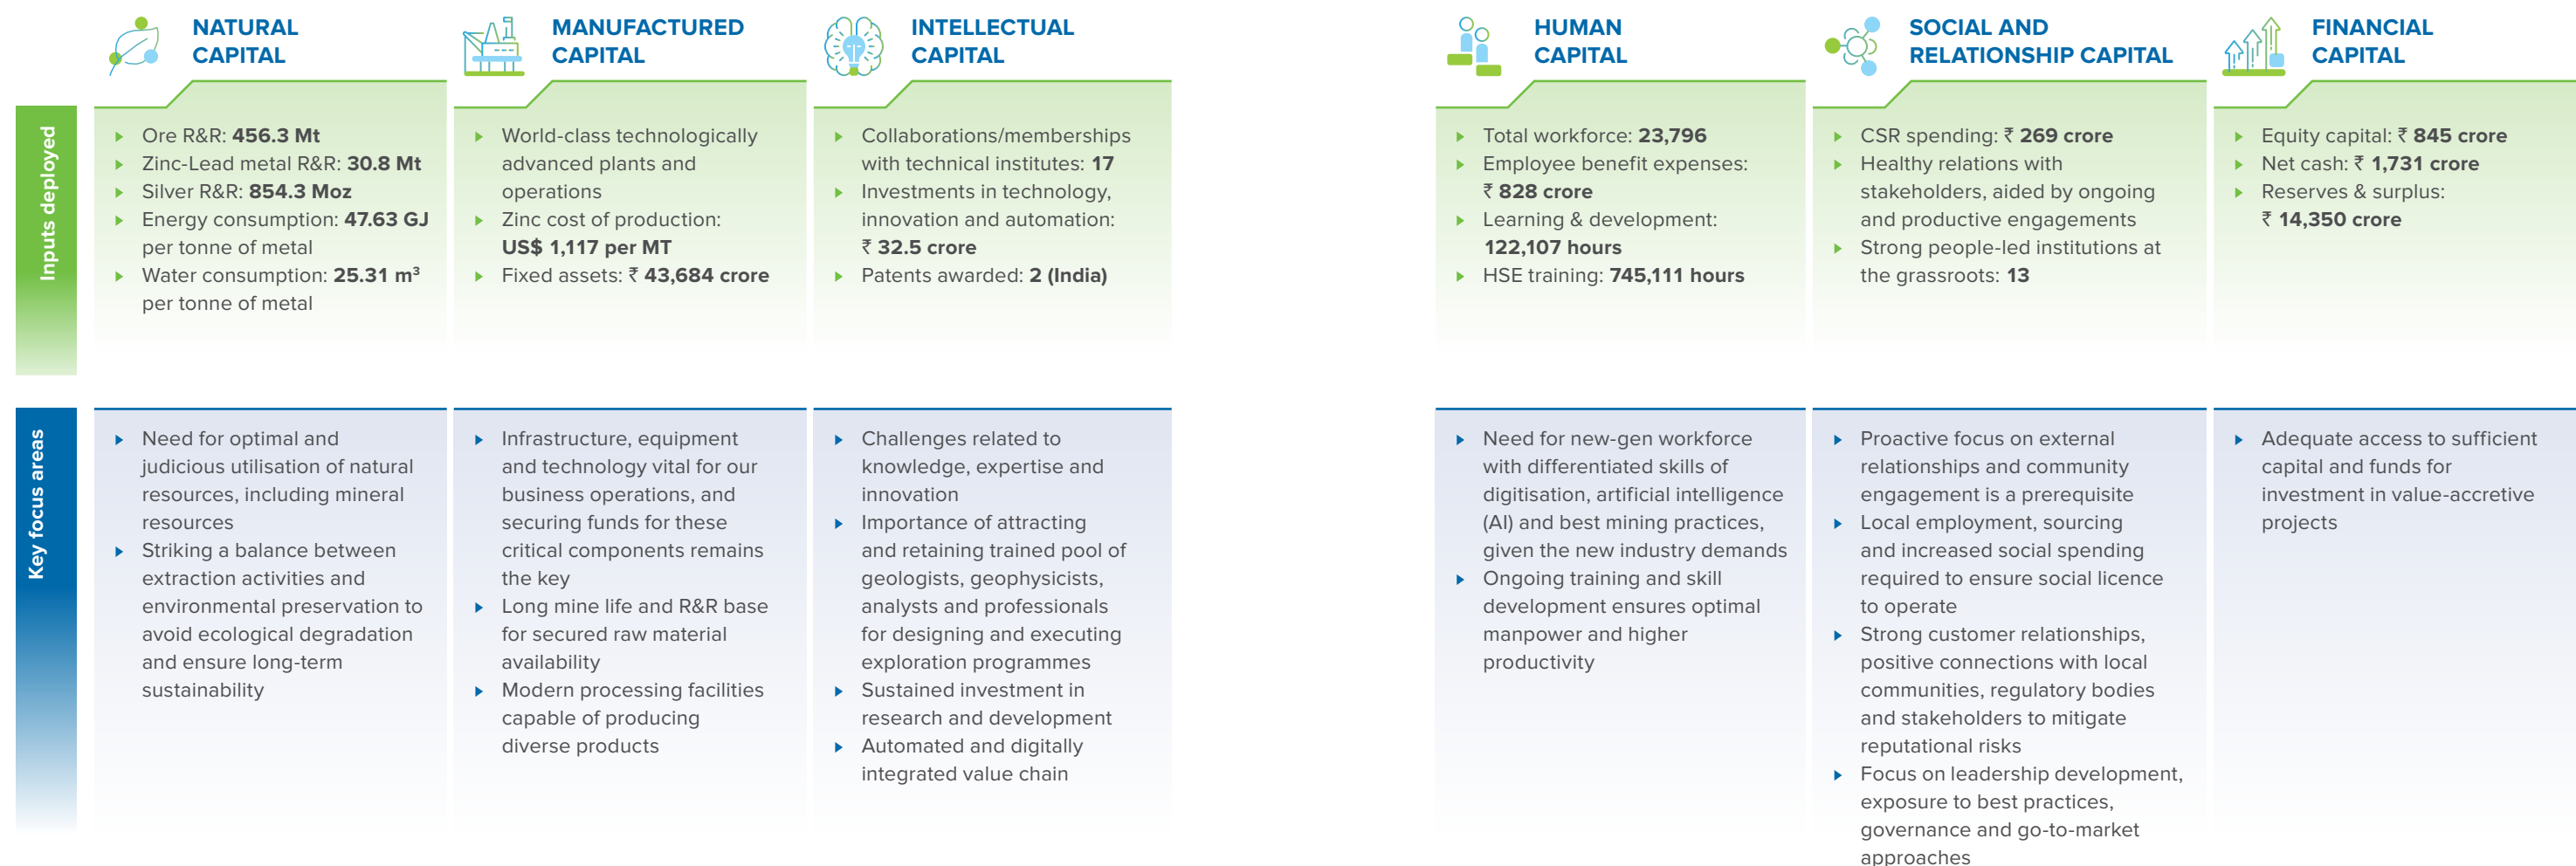 NATURAL
CAPITAL
MANUFACTURED
CAPITAL
INTELLECTUAL
CAPITAL
HUMAN
CAPITAL
SOCIAL AND
RELATIONSHIP CAPITAL
FINANCIAL
CAPITAL
Inputs deployed
Ore R&R: 456.3 Mt
Zinc-Lead metal R&R: 30.8 Mt
Silver R&R: 854.3 Moz
Energy consumption: 47.63 GJ
per tonne of metal
Water consumption: 25.31 m³
per tonne of metal
World-class technologically
advanced plants and
operations
Zinc cost of production:
US$ 1,117 per MT
Fixed assets: ₹ 43,684 crore
Collaborations/memberships
with technical institutes: 17
Investments in technology,
innovation and automation:
₹ 32.5 crore
Patents awarded: 2 (India)
Total workforce: 23,796
Employee benefit expenses:
₹ 828 crore
Learning & development:
122,107 hours
HSE training: 745,111 hours
CSR spending: ₹ 269 crore
Healthy relations with
stakeholders, aided by ongoing
and productive engagements
Strong people-led institutions at
the grassroots: 13
Equity capital: ₹ 845 crore
Net cash: ₹ 1,731 crore
Reserves & surplus:
₹ 14,350 crore
Key focus areas
Need for optimal and
judicious utilisation of natural
resources, including mineral
resources
Striking a balance between
extraction activities and
environmental preservation to
avoid ecological degradation
and ensure long-term
sustainability
Infrastructure, equipment
and technology vital for our
business operations, and
securing funds for these
critical components remains
the key
Long mine life and R&R base
for secured raw material
availability
Modern processing facilities
capable of producing
diverse products
Challenges related to
knowledge, expertise and
innovation
Importance of attracting
and retaining trained pool of
geologists, geophysicists,
analysts and professionals
for designing and executing
exploration programmes
Sustained investment in
research and development
Automated and digitally
integrated value chain
Need for new-gen workforce
with differentiated skills of
digitisation, artificial intelligence
(AI) and best mining practices,
given the new industry demands
Ongoing training and skill
development ensures optimal
manpower and higher
productivity
Proactive focus on external
relationships and community
engagement is a prerequisite
Local employment, sourcing
and increased social spending
required to ensure social licence
to operate
Strong customer relationships,
positive connections with local
communities, regulatory bodies
and stakeholders to mitigate
reputational risks
Focus on leadership development,
exposure to best practices,
governance and go-to-market
approaches
Adequate access to sufficient
capital and funds for
investment in value-accretive
projects